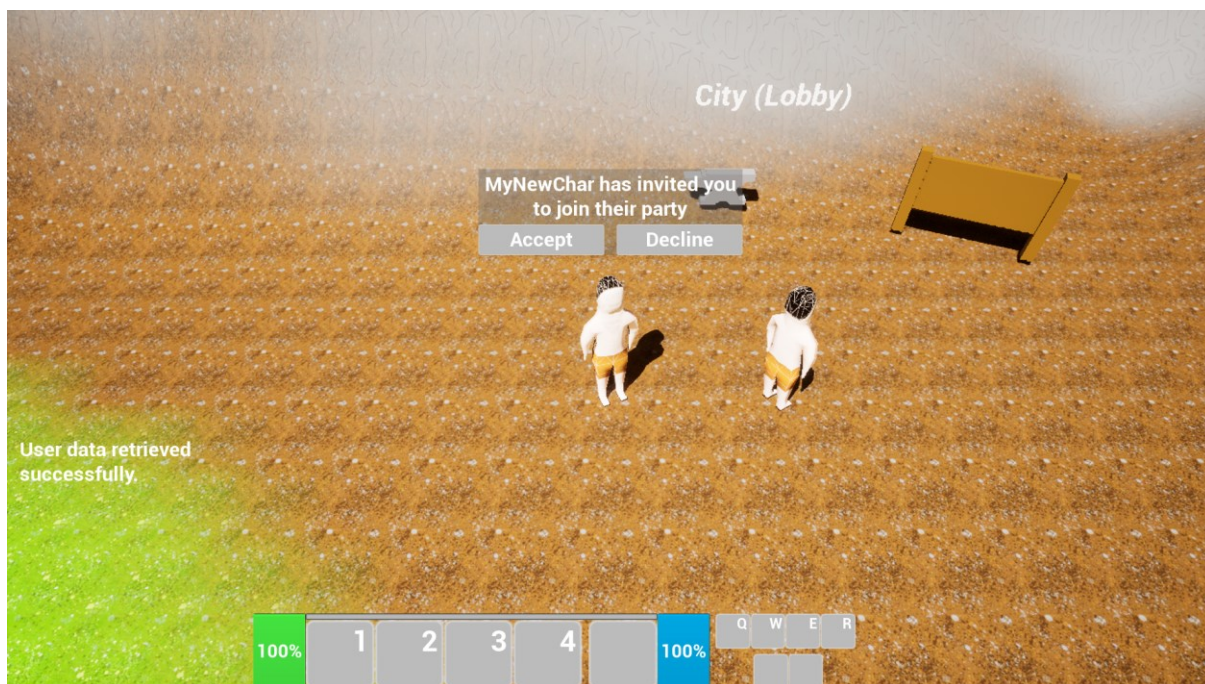 City (Lobby)
MyNewChar has invited you
to join their party
Accept
Decline
User data retrieved
successfully.
100%
1
2
3
4
100%
Q
W
E
R